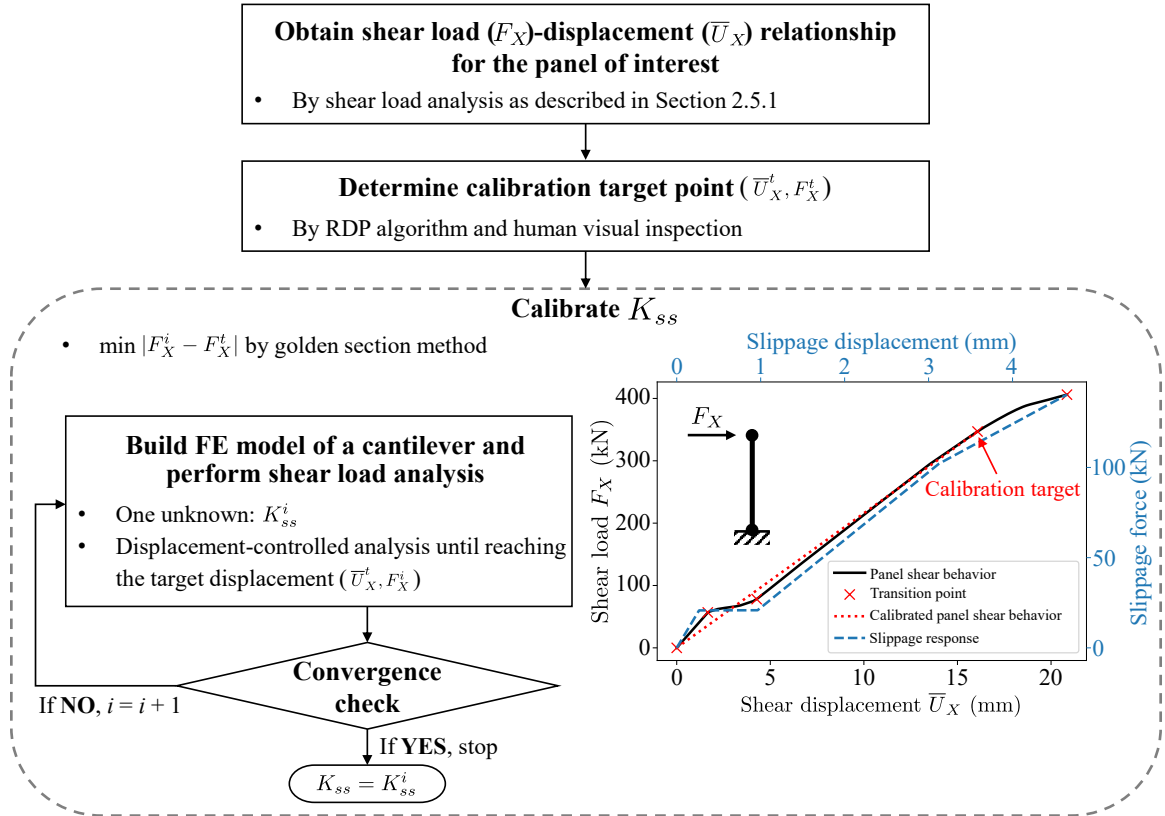 Obtain shear load (F_X)-displacement (U̅_X) relationship
for the panel of interest
• By shear load analysis as described in Section 2.5.1
Determine calibration target point (U̅_X^t, F_X^t)
• By RDP algorithm and human visual inspection
Calibrate K_ss
• min |F_X^i − F_X^t| by golden section method
Build FE model of a cantilever and
perform shear load analysis
• One unknown: K_ss^i
• Displacement-controlled analysis until reaching
the target displacement (U̅_X^t, F_X^i)
Convergence
check
If NO, i = i + 1
If YES, stop
K_ss = K_ss^i
Slippage displacement (mm)
0 1 2 3 4
400
300
200
100
0
Shear load F_X (kN)
F_X
Calibration target
100
50
0
Slippage force (kN)
Panel shear behavior
Transition point
Calibrated panel shear behavior
Slippage response
0 5 10 15 20
Shear displacement U̅_X (mm)